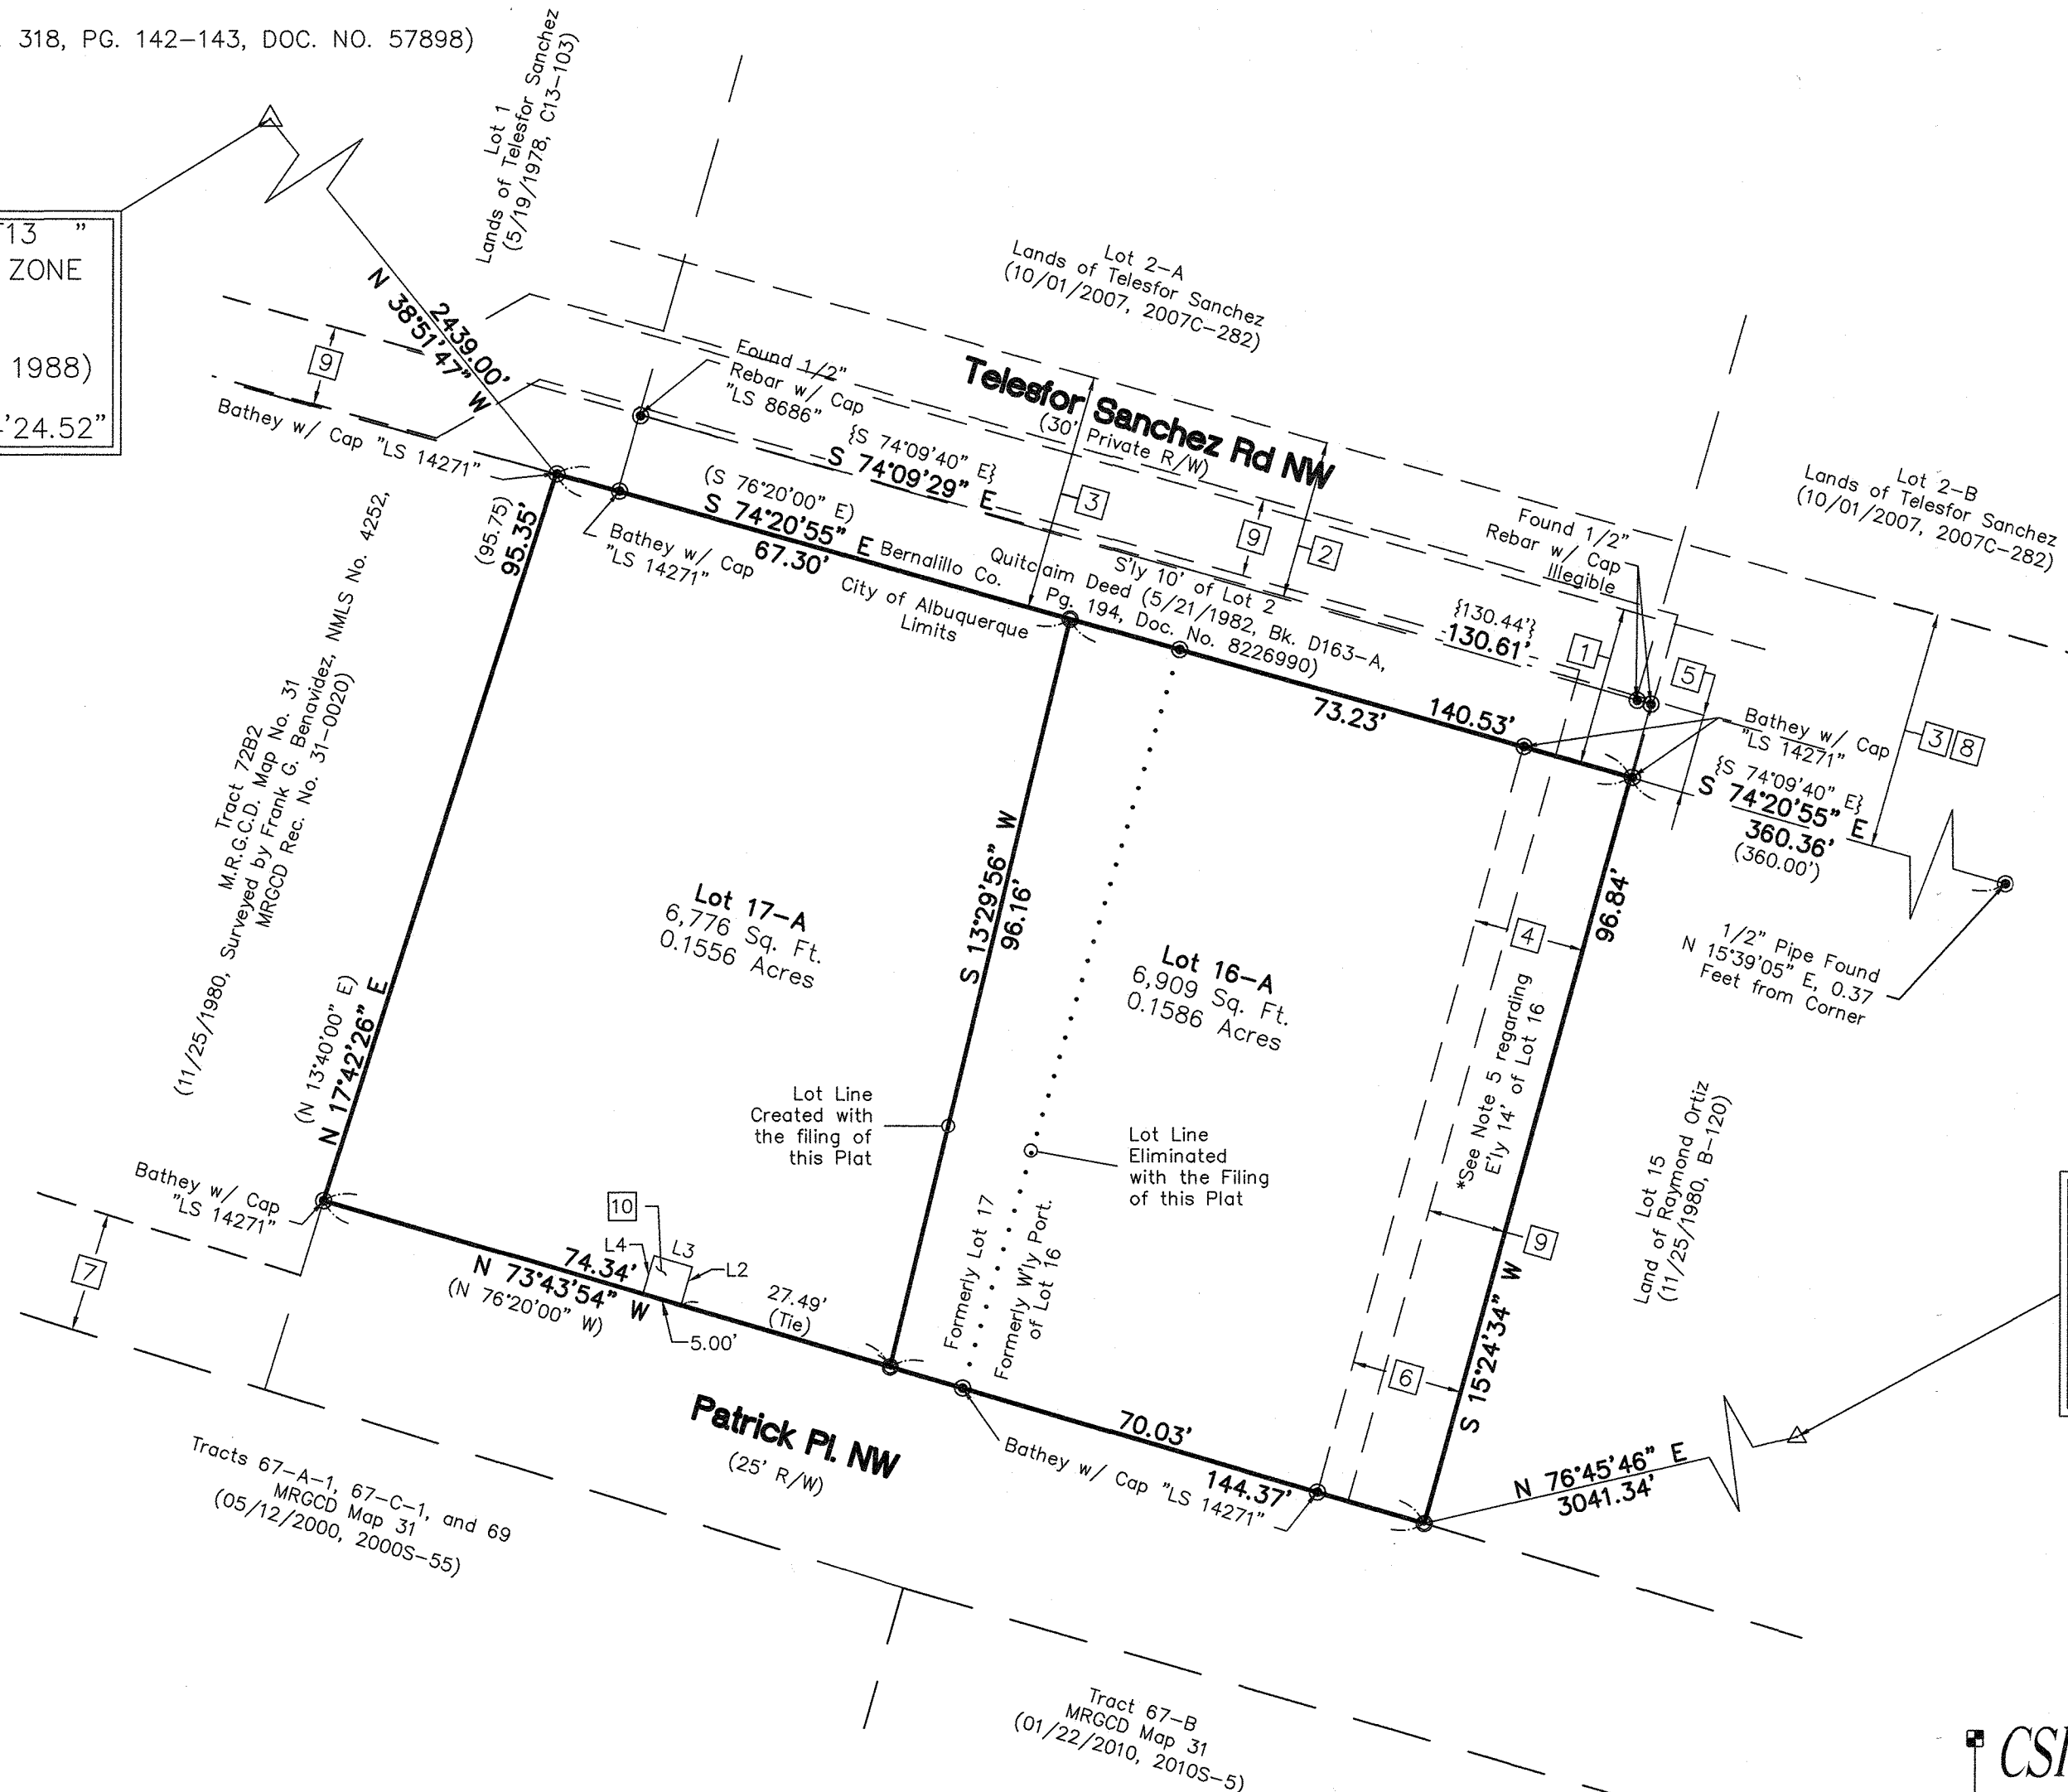 318, PG. 142-143, DOC. NO. 57898)
Lot 1
Lands of Telesfor Sanchez
(5/19/1978, C13-103)
T13 "
ZONE
1988)
'24.52"
N 38°51'47" W
2439.00'
9
Lot 2-A
Lands of Telesfor Sanchez
(10/01/2007, 2007C-282)
Telesfor Sanchez Rd NW
(30' Private R/W)
Found 1/2"
Rebar w/ Cap
"LS 8686"
Bathey w/ Cap "LS 14271"
{S 74°09'40" E}
S 74°09'29" E
(S 76°20'00" E)
S 74°20'55" E
67.30'
Bathey w/ Cap
"LS 14271"
Bernalillo Co.
City of Albuquerque
Limits
S'ly 10' of Lot 2
Quitclaim Deed (5/21/1982, Bk. D163-A,
Pg. 194, Doc. No. 8226990)
3
9
2
Lot 2-B
Lands of Telesfor Sanchez
(10/01/2007, 2007C-282)
Found 1/2"
Rebar w/ Cap
Illegible
{130.44'}
130.61'
1
5
73.23'
140.53'
Bathey w/ Cap
"LS 14271"
3
8
{S 74°09'40" E}
S 74°20'55" E
360.36'
(360.00')
1/2" Pipe Found
N 15°39'05" E, 0.37
Feet from Corner
(95.75)
95.35'
Tract 72B2
M.R.G.C.D. Map No. 31
(11/25/1980, Surveyed by Frank G. Benavidez, NMLS No. 4252,
MRGCD Rec. No. 31-0020)
(N 13°40'00" E)
N 17°42'26" E
Lot 17-A
6,776 Sq. Ft.
0.1556 Acres
S 13°29'56" W
96.16'
Lot 16-A
6,909 Sq. Ft.
0.1586 Acres
4
96.84'
*See Note 5 regarding
E'ly 14' of Lot 16
Lot Line
Created with
the filing of
this Plat
Lot Line
Eliminated
with the Filing
of this Plat
Lot 15
Land of Raymond Ortiz
(11/25/1980, B-120)
Bathey w/ Cap
"LS 14271"
7
10
L4
L3
L2
74.34'
N 73°43'54" W
(N 76°20'00" W)
5.00'
27.49'
(Tie)
Formerly Lot 17
Formerly W'ly Port.
of Lot 16
9
6
S 15°24'34" W
Patrick Pl. NW
(25' R/W)
70.03'
144.37'
Bathey w/ Cap "LS 14271"
N 76°45'46" E
3041.34'
Tracts 67-A-1, 67-C-1, and 69
MRGCD Map 31
(05/12/2000, 2000S-55)
Tract 67-B
MRGCD Map 31
(01/22/2010, 2010S-5)